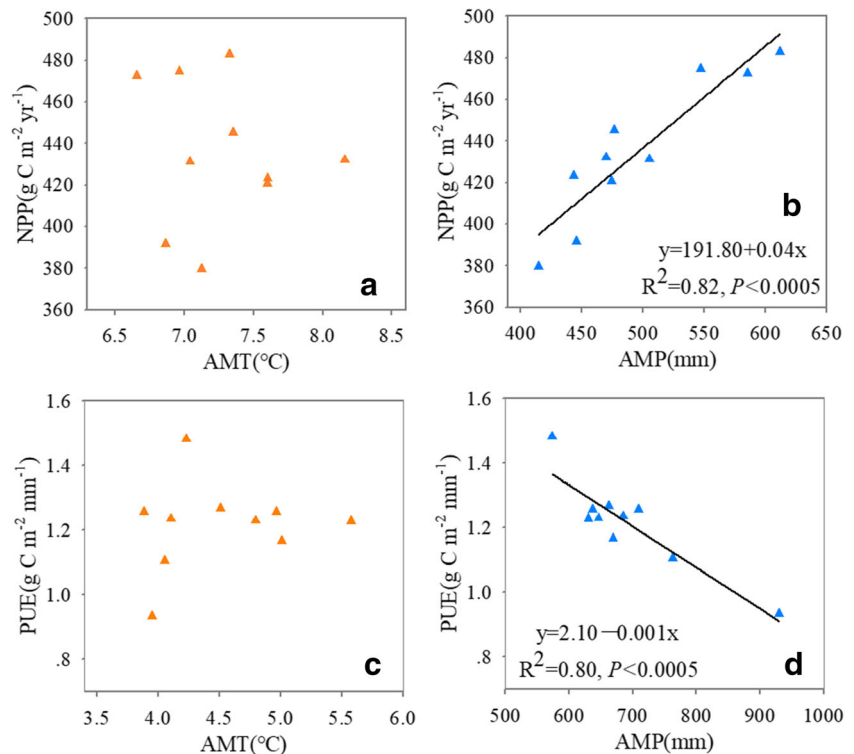 500
480
460
440
420
400
380
360
NPP(g C m⁻² yr⁻¹)
6.5 7.0 7.5 8.0 8.5
AMT(°C)
a
500
480
460
440
420
400
380
360
NPP(g C m⁻² yr⁻¹)
b
y=191.80+0.04x
R²=0.82, P<0.0005
400 450 500 550 600 650
AMP(mm)
1.6
1.4
1.2
1.0
.8
PUE(g C m⁻² mm⁻¹)
c
3.5 4.0 4.5 5.0 5.5 6.0
AMT(°C)
1.6
1.4
1.2
1.0
.8
PUE(g C m⁻² mm⁻¹)
y=2.10−0.001x
R²=0.80, P<0.0005
d
500 600 700 800 900 1000
AMP(mm)